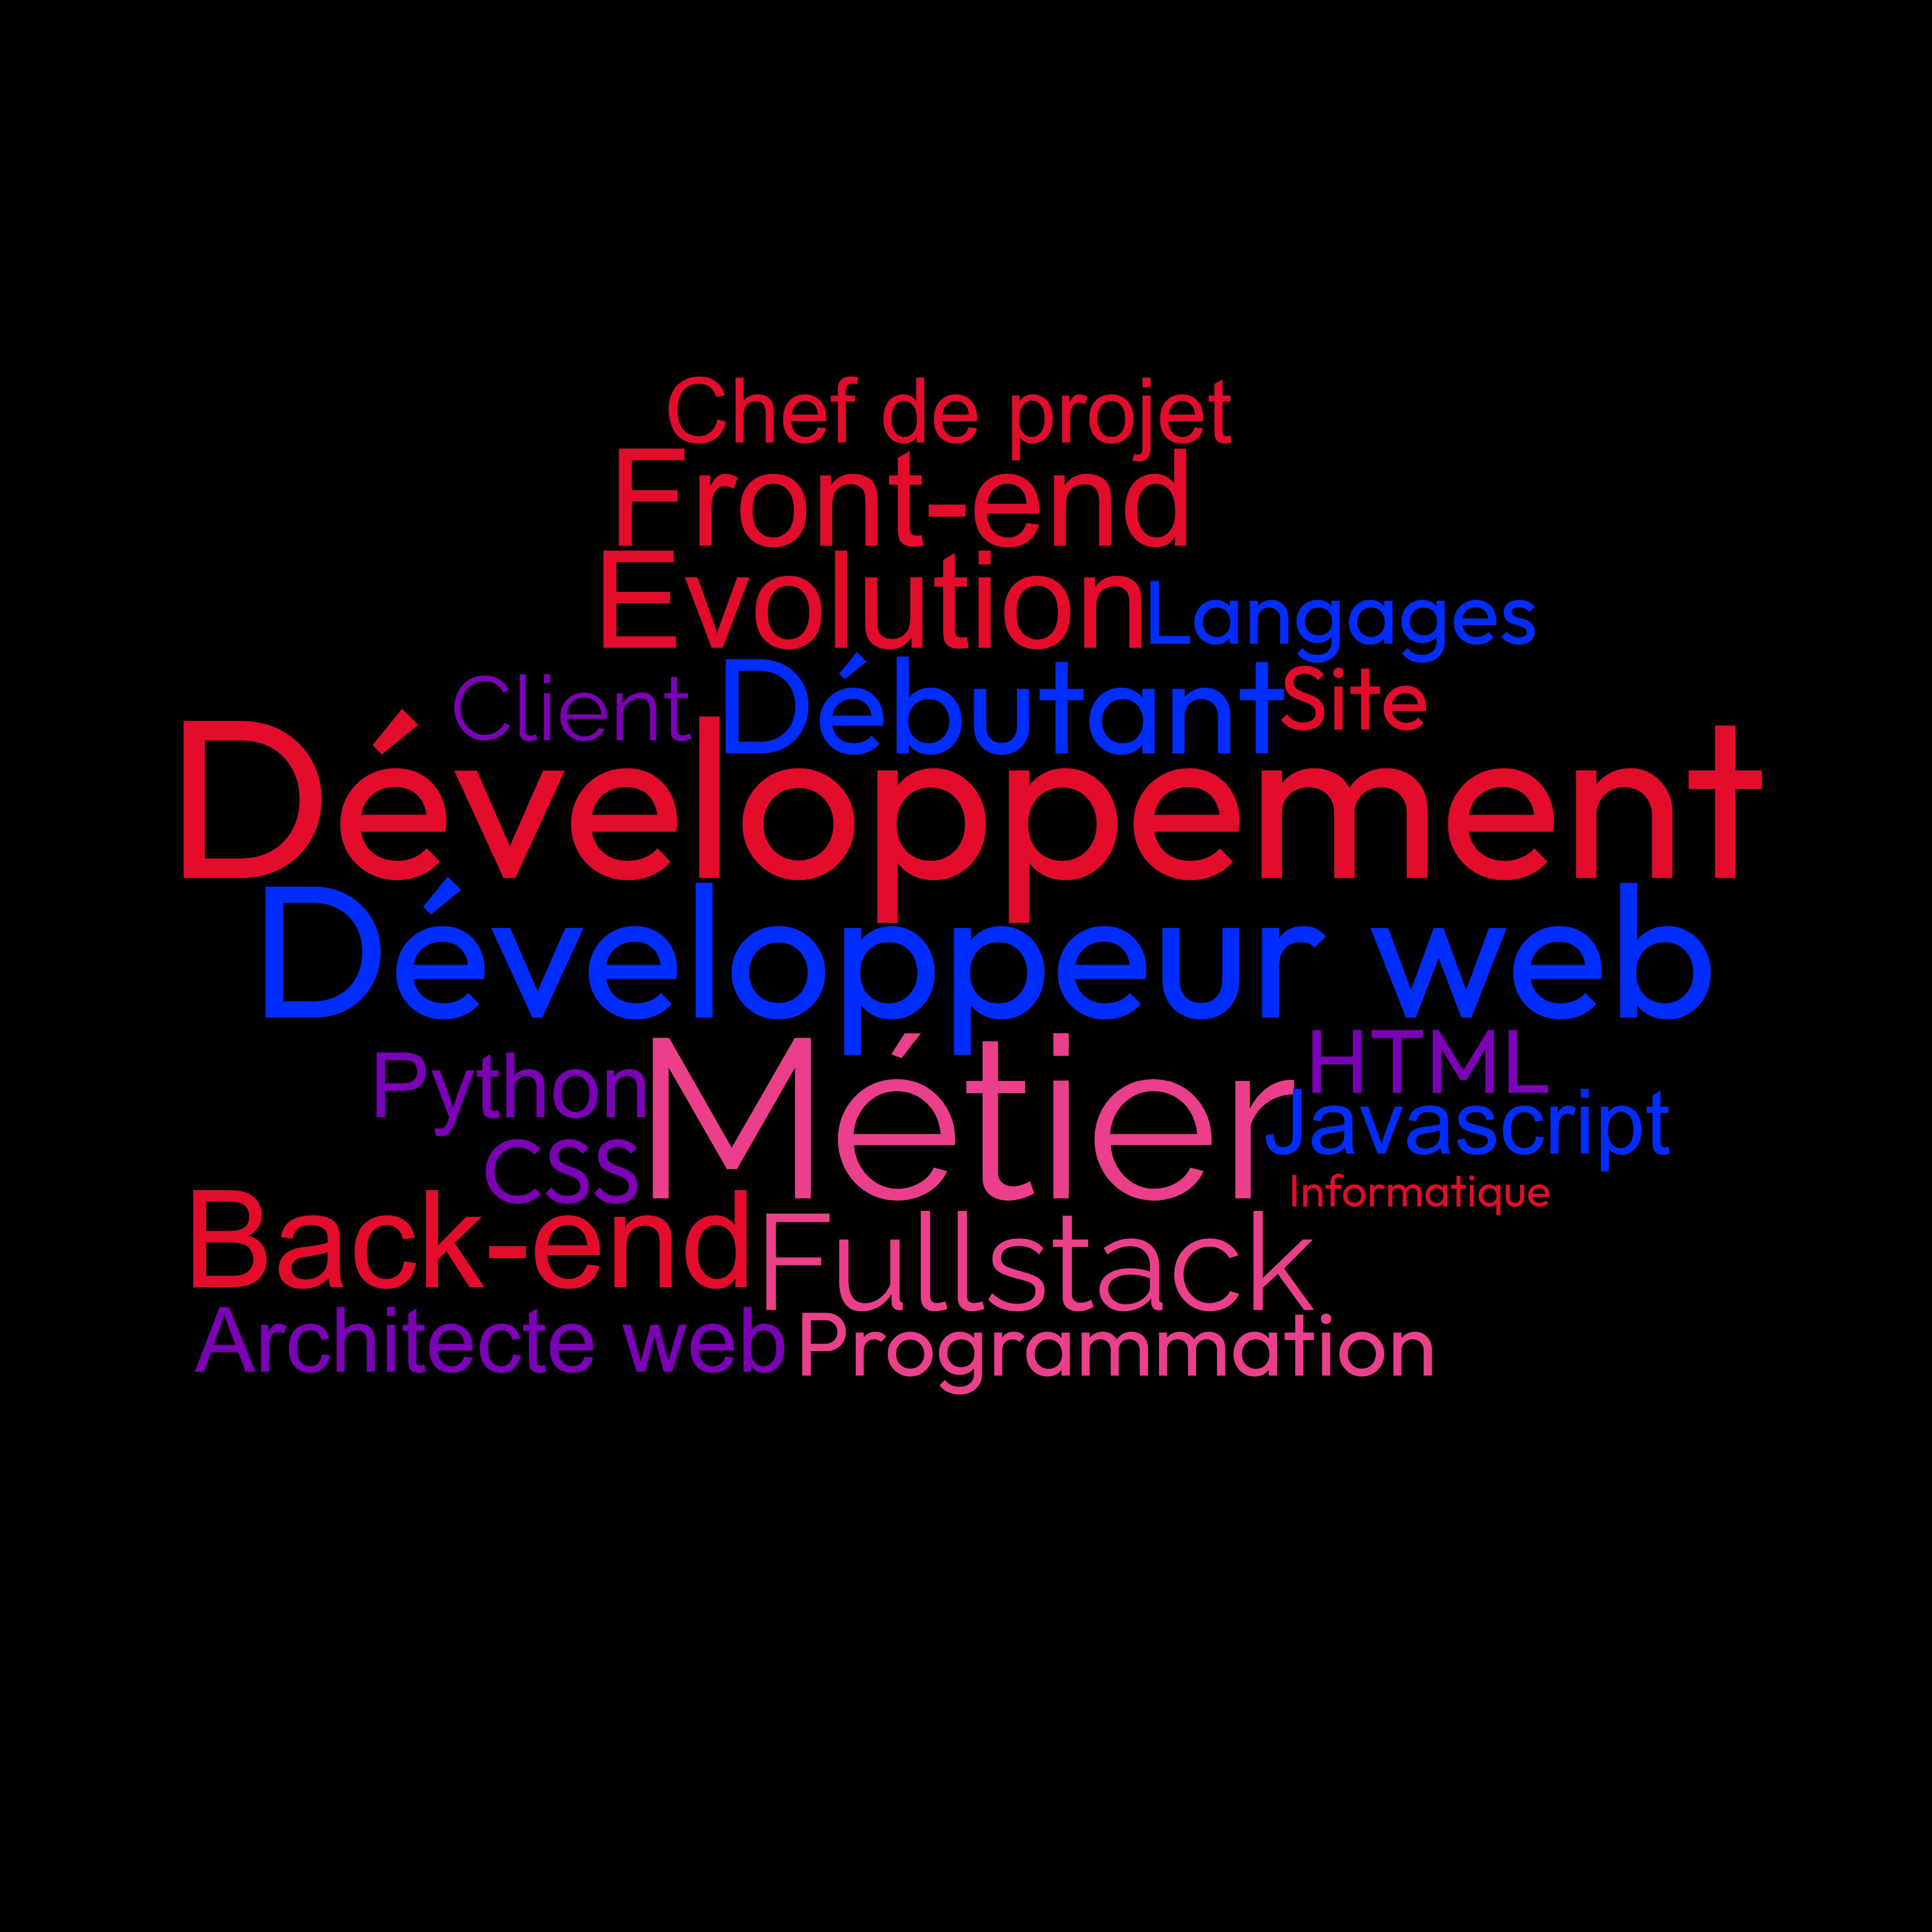 Chef de projet
Front-end
Evolution Langages
Client Débutant Site
Développement
Développeur web
Python Métier HTML
Javascript
CSS Informatique
Back-end Fullstack
Architecte web Programmation